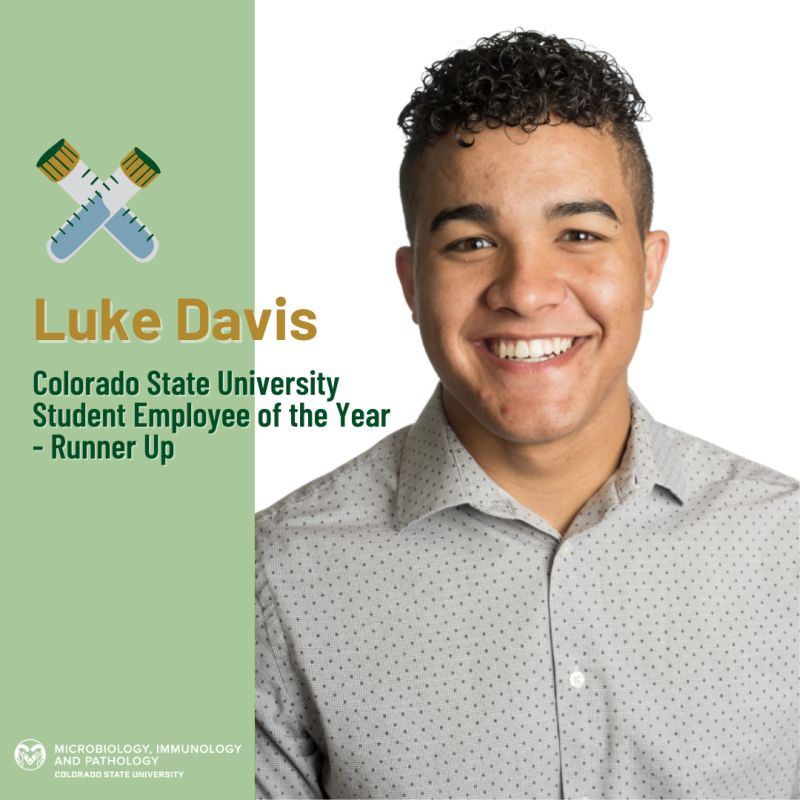 Luke Davis
Colorado State University
Student Employee of the Year
- Runner Up
MICROBIOLOGY, IMMUNOLOGY
AND PATHOLOGY
COLORADO STATE UNIVERSITY